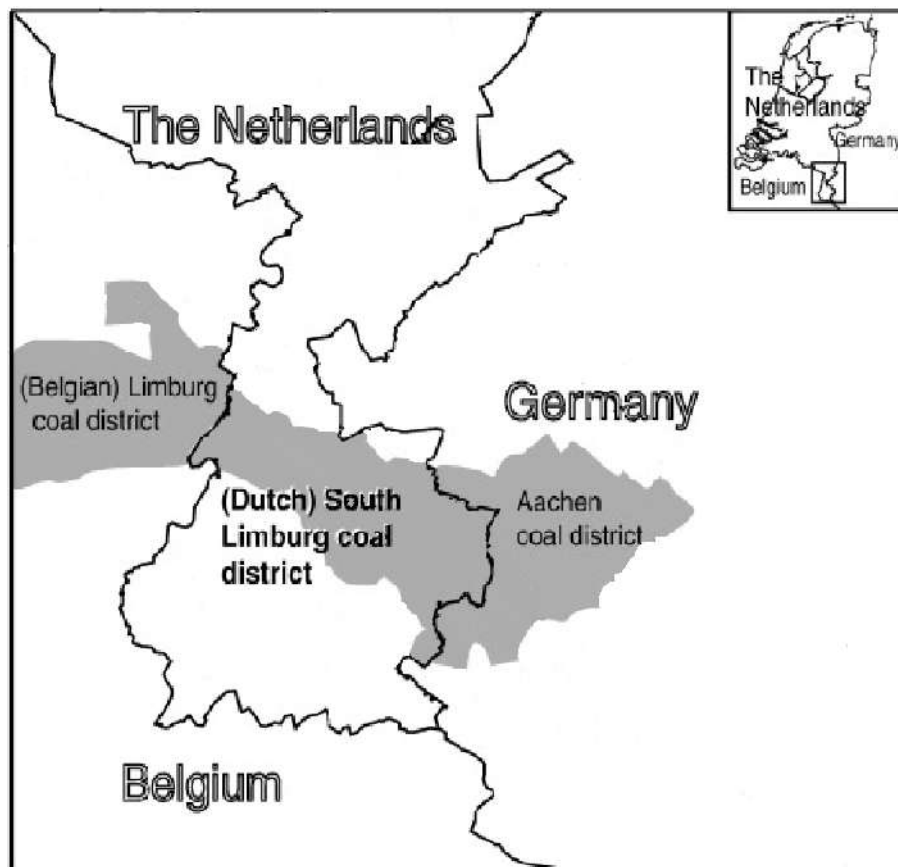 The Netherlands
The
Netherlands
Germany
Belgium
(Belgian) Limburg
coal district
Germany
(Dutch) South
Limburg coal
district
Aachen
coal district
Belgium